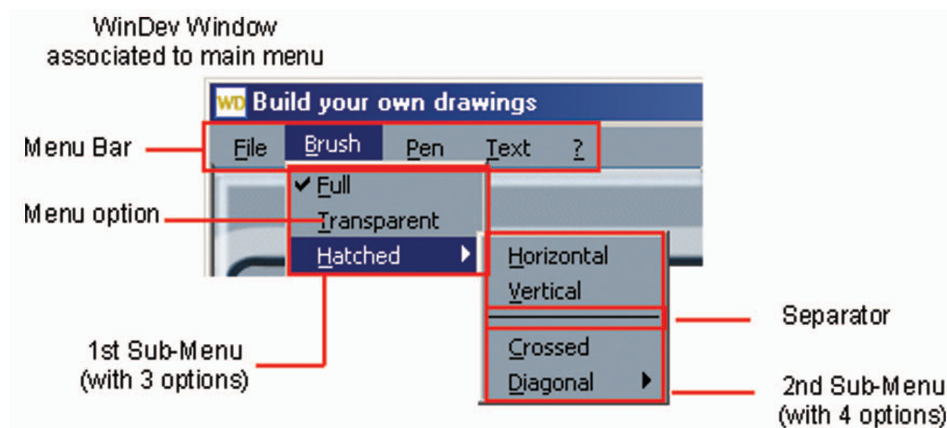 WinDev Window
associated to main menu
WD Build your own drawings
Menu Bar
File Brush Pen Text ?
Full
Menu option
Transparent
Hatched
Horizontal
Vertical
Separator
1st Sub-Menu
(with 3 options)
Crossed
Diagonal
2nd Sub-Menu
(with 4 options)